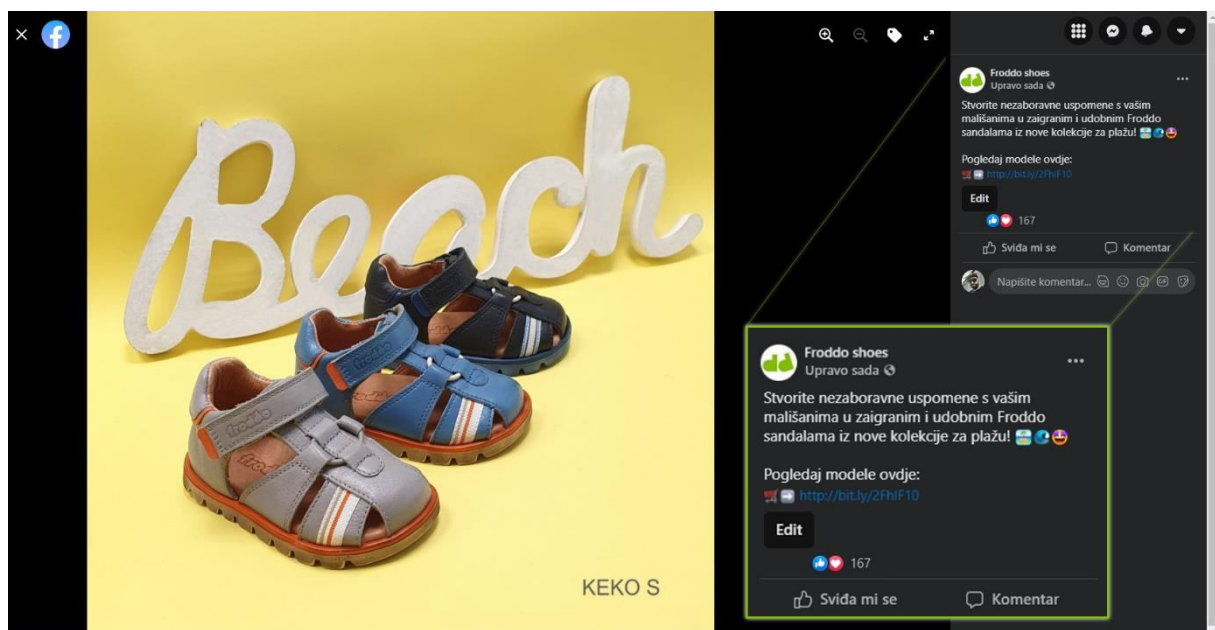 Beach
froddo
froddo
KEKO S
Froddo shoes
Upravo sada
Stvorite nezaboravne uspomene s vašim
mališanima u zaigranim i udobnim Froddo
sandalama iz nove kolekcije za plažu!
Pogledaj modele ovdje:
http://bit.ly/2FhIF10
Edit
167
Sviđa mi se
Komentar
Napišite komentar...
GIF
Froddo shoes
Upravo sada
Stvorite nezaboravne uspomene s vašim
mališanima u zaigranim i udobnim Froddo
sandalama iz nove kolekcije za plažu!
Pogledaj modele ovdje:
http://bit.ly/2FhIF10
Edit
167
Sviđa mi se
Komentar